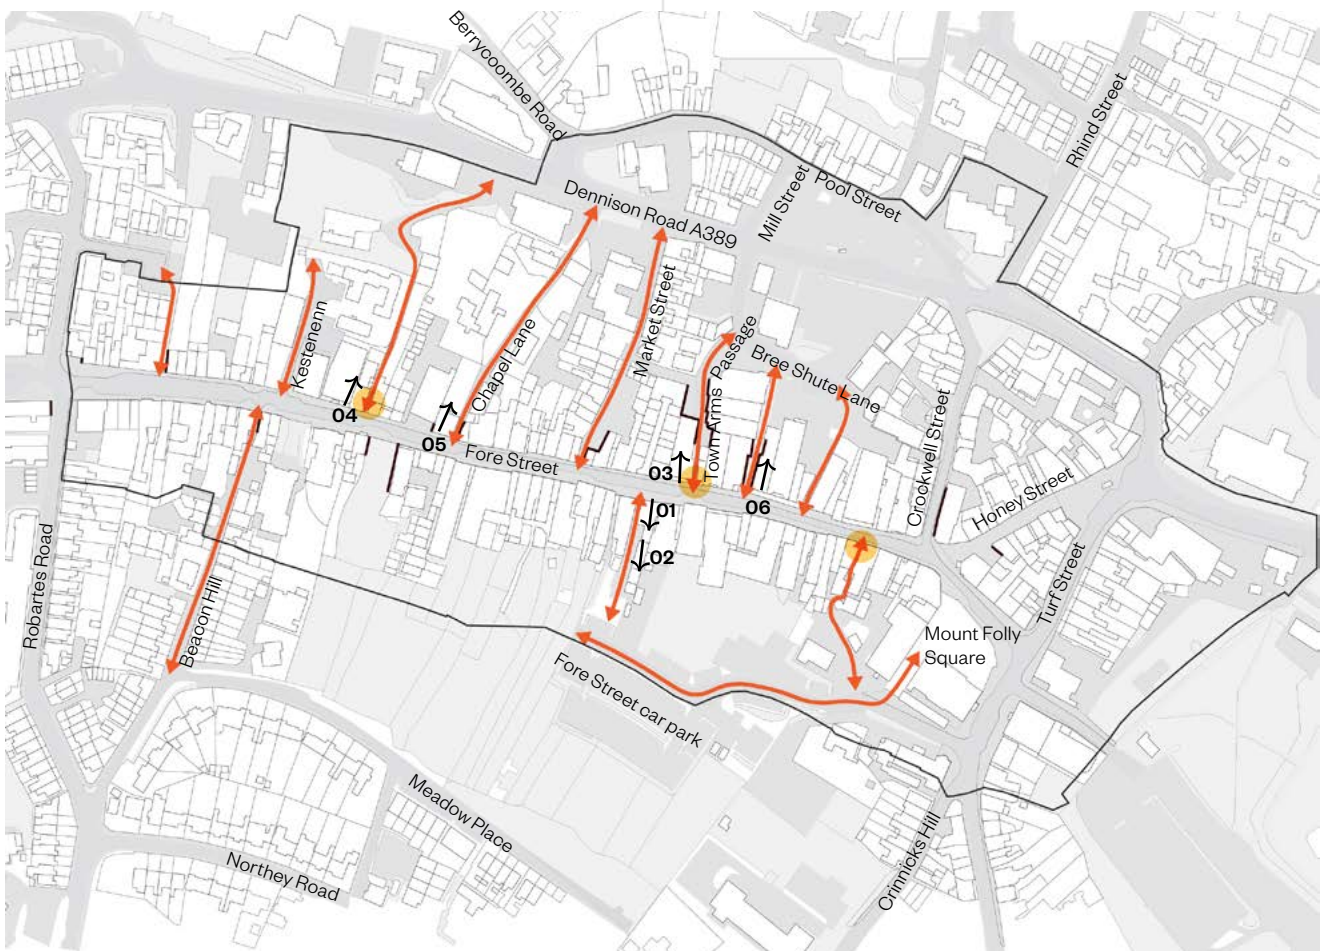 Berrycoombe Road
Rhind Street
Dennison Road A389
Mill Street
Pool Street
Kestenenn
Chapel Lane
Market Street
Town Arms Passage
Bree Shute Lane
Crockwell Street
Honey Street
04
05
Fore Street
03
01
06
02
Robartes Road
Beacon Hill
Turf Street
Mount Folly
Square
Fore Street car park
Meadow Place
Northey Road
Crinnicks Hill